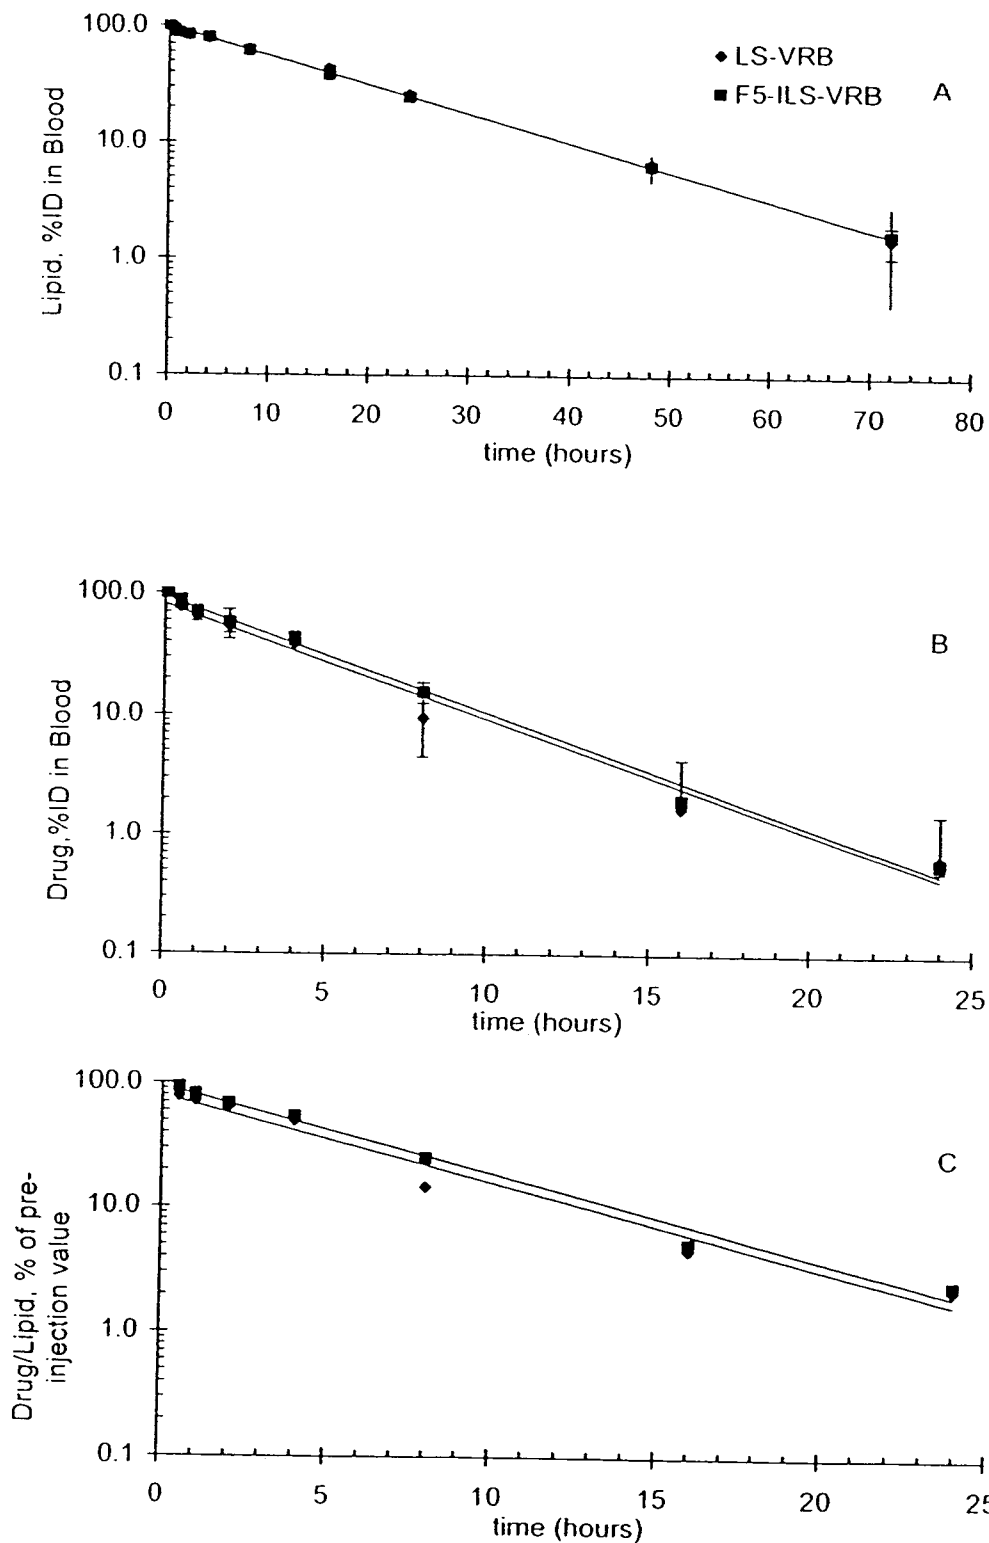 100.0
LS-VRB
F5-ILS-VRB
A
10.0
1.0
0.1
Lipid, %ID in Blood
0 10 20 30 40 50 60 70 80
time (hours)
100.0
B
10.0
1.0
0.1
Drug,%ID in Blood
0 5 10 15 20 25
time (hours)
100.0
C
10.0
1.0
0.1
Drug/Lipid, % of pre-
injection value
0 5 10 15 20 25
time (hours)